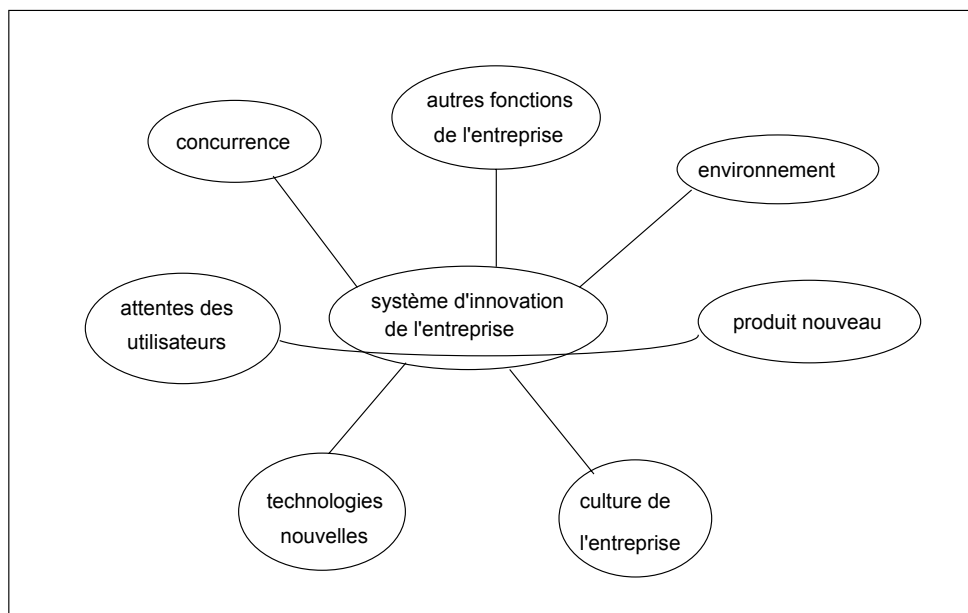 autres fonctions
de l'entreprise
concurrence
environnement
système d'innovation
de l'entreprise
attentes des
utilisateurs
produit nouveau
technologies
nouvelles
culture de
l'entreprise